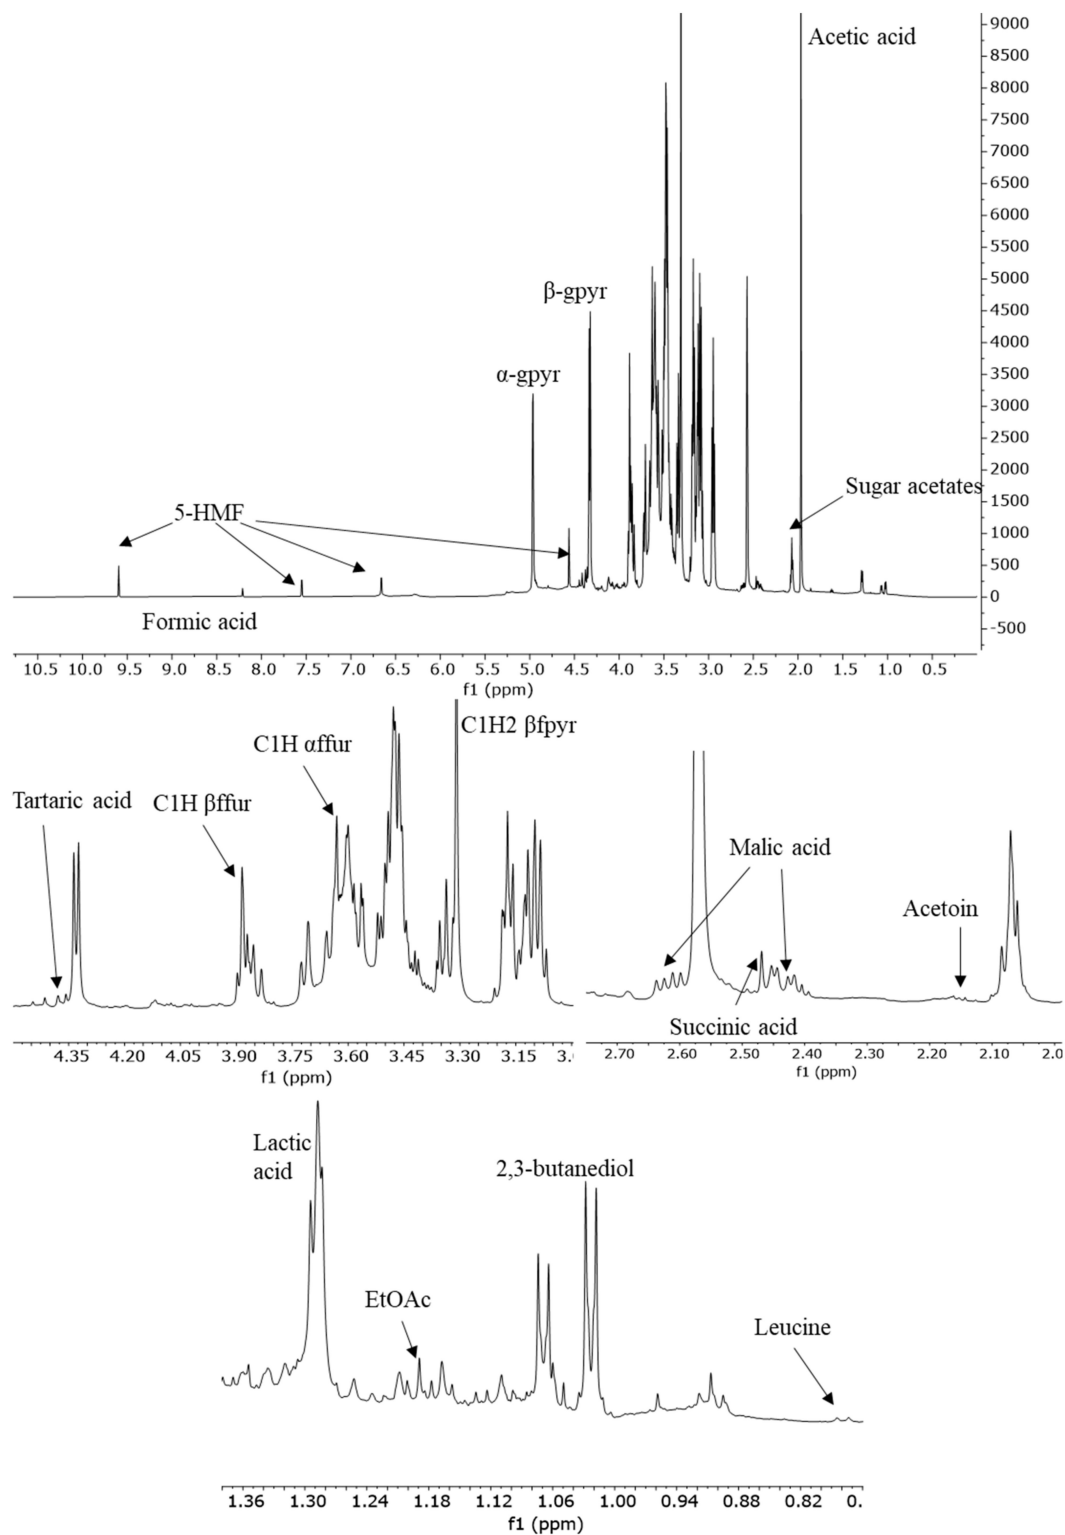 9000
Acetic acid
8500
8000
7500
7000
6500
6000
5500
5000
β-gpyr
4500
4000
α-gpyr
3500
3000
2500
2000
Sugar acetates
1500
5-HMF
1000
500
0
Formic acid
-500
10.5 10.0 9.5 9.0 8.5 8.0 7.5 7.0 6.5 6.0 5.5 5.0 4.5 4.0 3.5 3.0 2.5 2.0 1.5 1.0 0.5
f1 (ppm)
C1H2 βfpyr
C1H αffur
Tartaric acid
C1H βffur
4.35 4.20 4.05 3.90 3.75 3.60 3.45 3.30 3.15 3.
f1 (ppm)
Malic acid
Acetoin
Succinic acid
2.70 2.60 2.50 2.40 2.30 2.20 2.10 2.0
f1 (ppm)
Lactic
acid
2,3-butanediol
EtOAc
Leucine
1.36 1.30 1.24 1.18 1.12 1.06 1.00 0.94 0.88 0.82 0.
f1 (ppm)